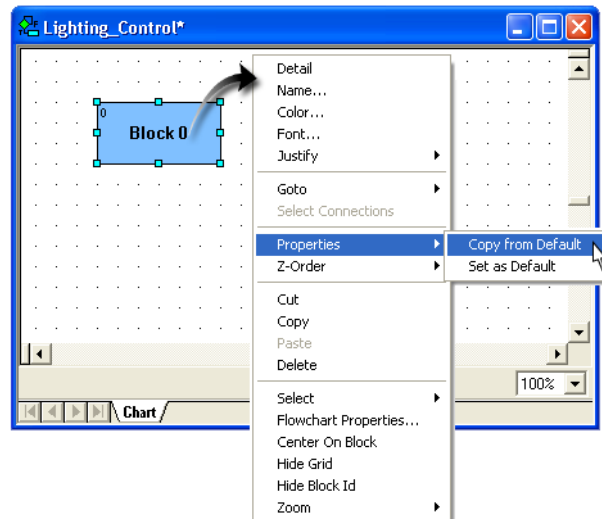 Lighting_Control*
0
Block 0
Detail
Name...
Color...
Font...
Justify
Goto
Select Connections
Properties
Copy from Default
Z-Order
Set as Default
Cut
Copy
Paste
Delete
100%
Select
Chart
Flowchart Properties...
Center On Block
Hide Grid
Hide Block Id
Zoom